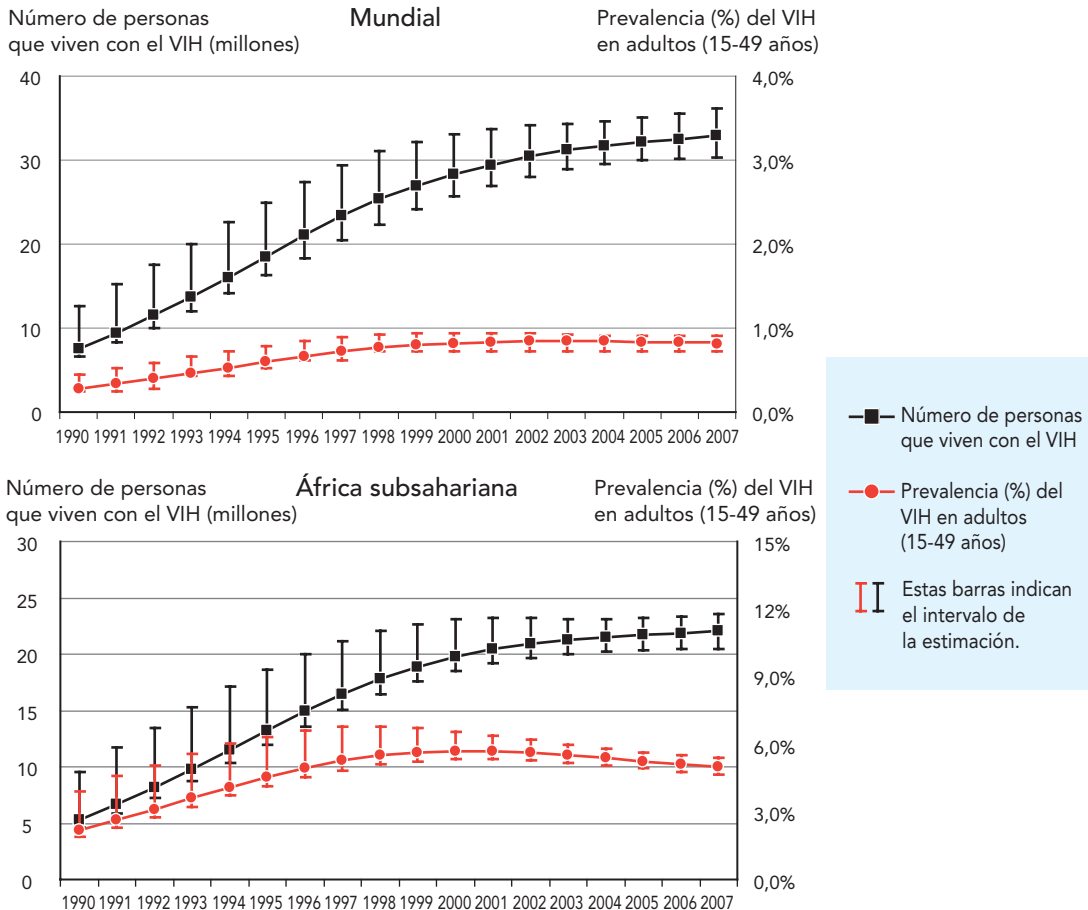 Mundial
Número de personas
que viven con el VIH (millones)
Prevalencia (%) del VIH
en adultos (15-49 años)
40
30
20
10
0
4,0%
3,0%
2,0%
1,0%
0,0%
1990 1991 1992 1993 1994 1995 1996 1997 1998 1999 2000 2001 2002 2003 2004 2005 2006 2007
África subsahariana
Número de personas
que viven con el VIH (millones)
Prevalencia (%) del VIH
en adultos (15-49 años)
30
25
20
15
10
5
0
15%
12%
9,0%
6,0%
3,0%
0,0%
1990 1991 1992 1993 1994 1995 1996 1997 1998 1999 2000 2001 2002 2003 2004 2005 2006 2007
Número de personas
que viven con el VIH
Prevalencia (%) del
VIH en adultos
(15-49 años)
Estas barras indican
el intervalo de
la estimación.